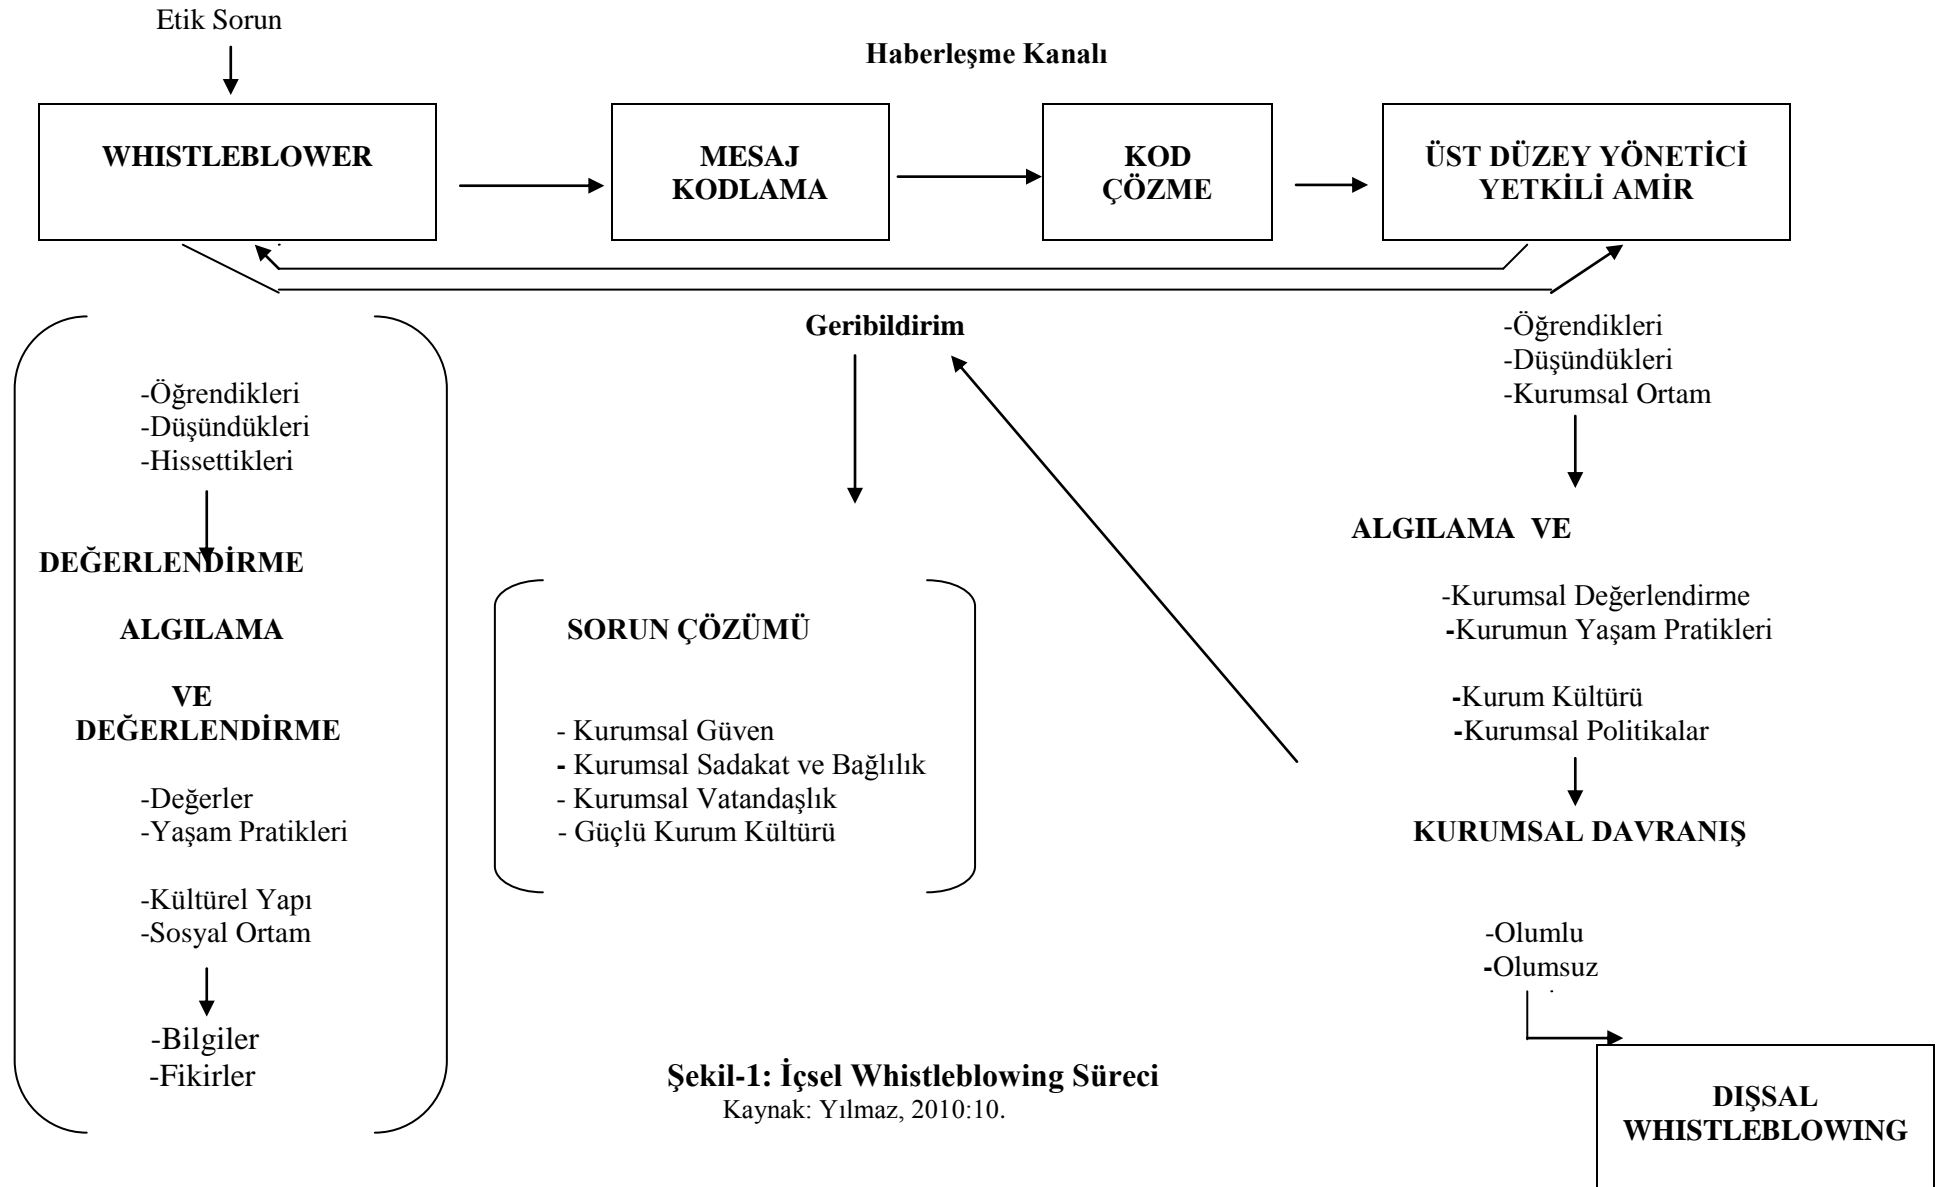 Etik Sorun
Haberleşme Kanalı
WHISTLEBLOWER
MESAJ
KODLAMA
KOD
ÇÖZME
ÜST DÜZEY YÖNETİCİ
YETKİLİ AMİR
Geribildirim
-Öğrendikleri
-Düşündükleri
-Hissettikleri
DEĞERLENDİRME
ALGILAMA
VE
DEĞERLENDİRME
-Değerler
-Yaşam Pratikleri
-Kültürel Yapı
-Sosyal Ortam
-Bilgiler
-Fikirler
SORUN ÇÖZÜMÜ
- Kurumsal Güven
- Kurumsal Sadakat ve Bağlılık
- Kurumsal Vatandaşlık
- Güçlü Kurum Kültürü
-Öğrendikleri
-Düşündükleri
-Kurumsal Ortam
ALGILAMA VE
-Kurumsal Değerlendirme
-Kurumun Yaşam Pratikleri
-Kurum Kültürü
-Kurumsal Politikalar
KURUMSAL DAVRANIŞ
-Olumlu
-Olumsuz
DIŞSAL
WHISTLEBLOWING
Şekil-1: İçsel Whistleblowing Süreci
Kaynak: Yılmaz, 2010:10.